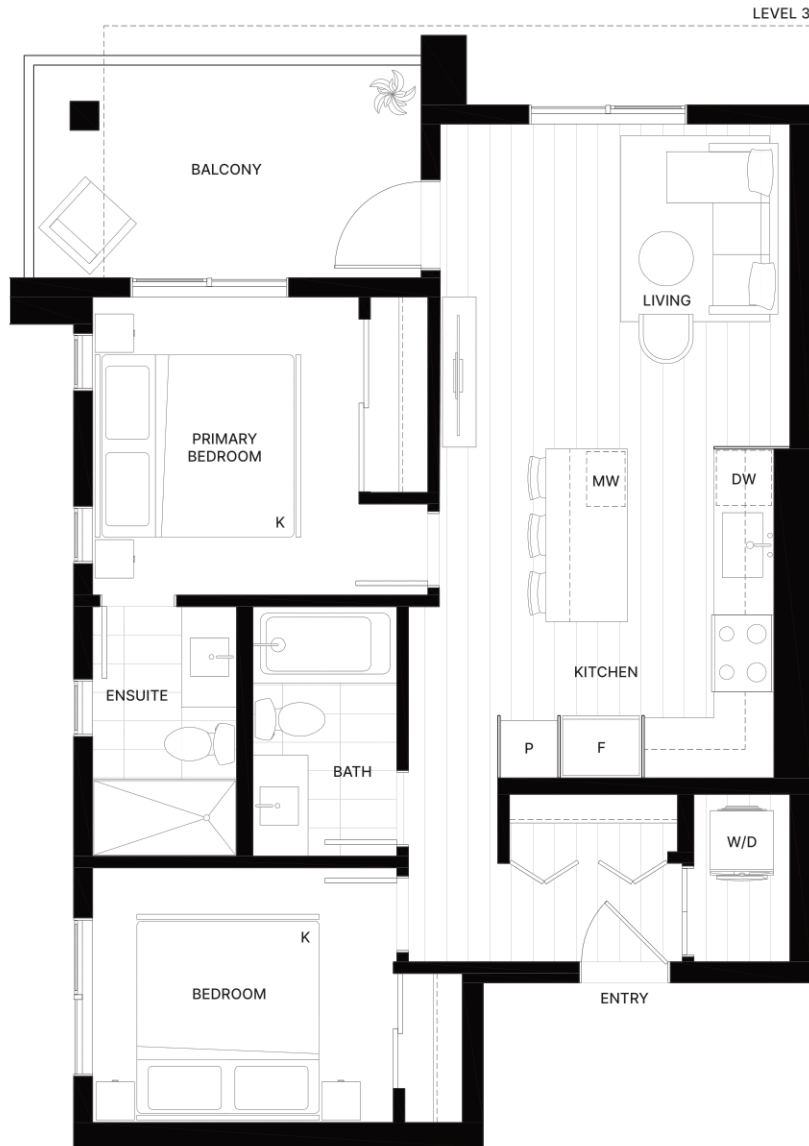 LEVEL 3
BALCONY
LIVING
PRIMARY
BEDROOM
K
MW
DW
KITCHEN
ENSUITE
P
F
BATH
W/D
K
BEDROOM
ENTRY